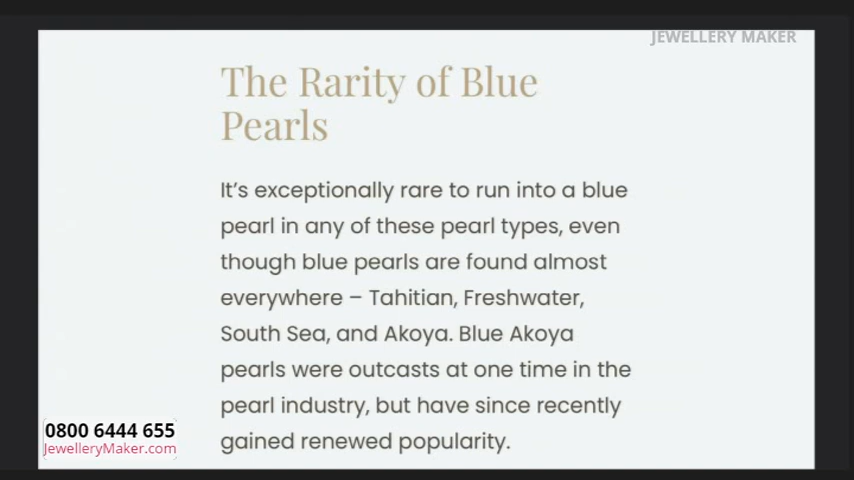 JEWELLERY MAKER
The Rarity of Blue
Pearls
It’s exceptionally rare to run into a blue
pearl in any of these pearl types, even
though blue pearls are found almost
everywhere – Tahitian, Freshwater,
South Sea, and Akoya. Blue Akoya
pearls were outcasts at one time in the
pearl industry, but have since recently
gained renewed popularity.
0800 6444 655
JewelleryMaker.com